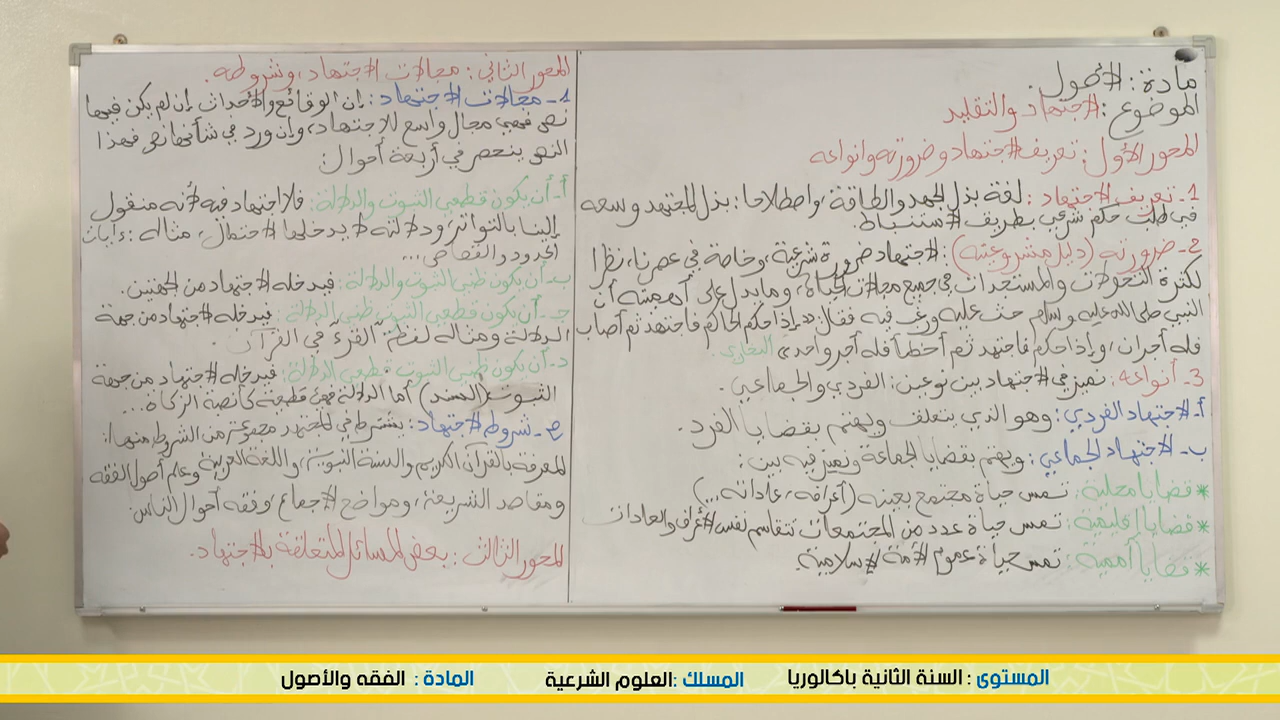 مادة: الأصول.
الموضوع: الاجتهاد والتقليد
المحور الأول: تعريف الاجتهاد وضرورته وأنواعه
1- تعريف الاجتهاد: لغة بذل الجهد والطاقة، واصطلاحا: بذل المجتهد وسعه
في طلب حكم شرعي بطريق الاستنباط.
2- ضرورته (دليل مشروعيته): الاجتهاد ضرورة شرعية، وخاصة في عصرنا، نظرا
لكثرة التحولات والمستجدات في جميع مجالات الحياة، ومما يدل على أهميته أن
النبي صلى الله عليه وسلم حث عليه ورغب فيه فقال «إذا حكم الحاكم فاجتهد ثم أصاب
فله أجران، وإذا حكم فاجتهد ثم أخطأ فله أجر واحد» البخاري.
3- أنواعه: نميز في الاجتهاد بين نوعين: الفردي والجماعي.
أ- الاجتهاد الفردي: وهو الذي يتعلق ويهتم بقضايا الفرد.
ب- الاجتهاد الجماعي: ويهتم بقضايا الجماعة ونميز فيه بين:
* قضايا محلية: تمس حياة مجتمع بعينه (أعرافه، عاداته...)
* قضايا إقليمية: تمس حياة عدد من المجتمعات تتقاسم نفس الأعراف والعادات
* قضايا أممية: تمس حياة عموم الأمة الإسلامية.
المحور الثاني: مجالات الاجتهاد، وشروطه.
1- مجالات الاجتهاد: إن الوقائع والأحداث إن لم يكن فيها
نص فهي مجال واسع للاجتهاد، وإن ورد في شأنها نص فهذا
النص ينحصر في أربعة أحوال:
أ- أن يكون قطعي الثبوت والدلالة: فلا اجتهاد فيه لأنه منقول
إلينا بالتواتر ودلالته لا يدخلها الاحتمال، مثاله: ءايات
الحدود والقصاص...
ب- أن يكون ظني الثبوت والدلالة: فيدخله الاجتهاد من الجهتين.
ج- أن يكون قطعي الثبوت ظني الدلالة: فيدخله الاجتهاد من جهة
الدلالة ومثاله لفظ القرء في القرآن.
د- أن يكون ظني الثبوت قطعي الدلالة: فيدخله الاجتهاد من جهة
الثبوت (السند) أما الدلالة فهي قطعية كأنصبة الزكاة...
شروط الاجتهاد: يشترط في المجتهد مجموعة من الشروط منها:
المعرفة بالقرآن الكريم والسنة النبوية، واللغة العربية وعلم أصول الفقه
ومقاصد الشريعة، ومواضع الإجماع، وفقه أحوال الناس.
المحور الثالث: بعض المسائل المتعلقة بالاجتهاد.
المستوى : السنة الثانية باكالوريا المسلك :العلوم الشرعية المادة : الفقه والأصول